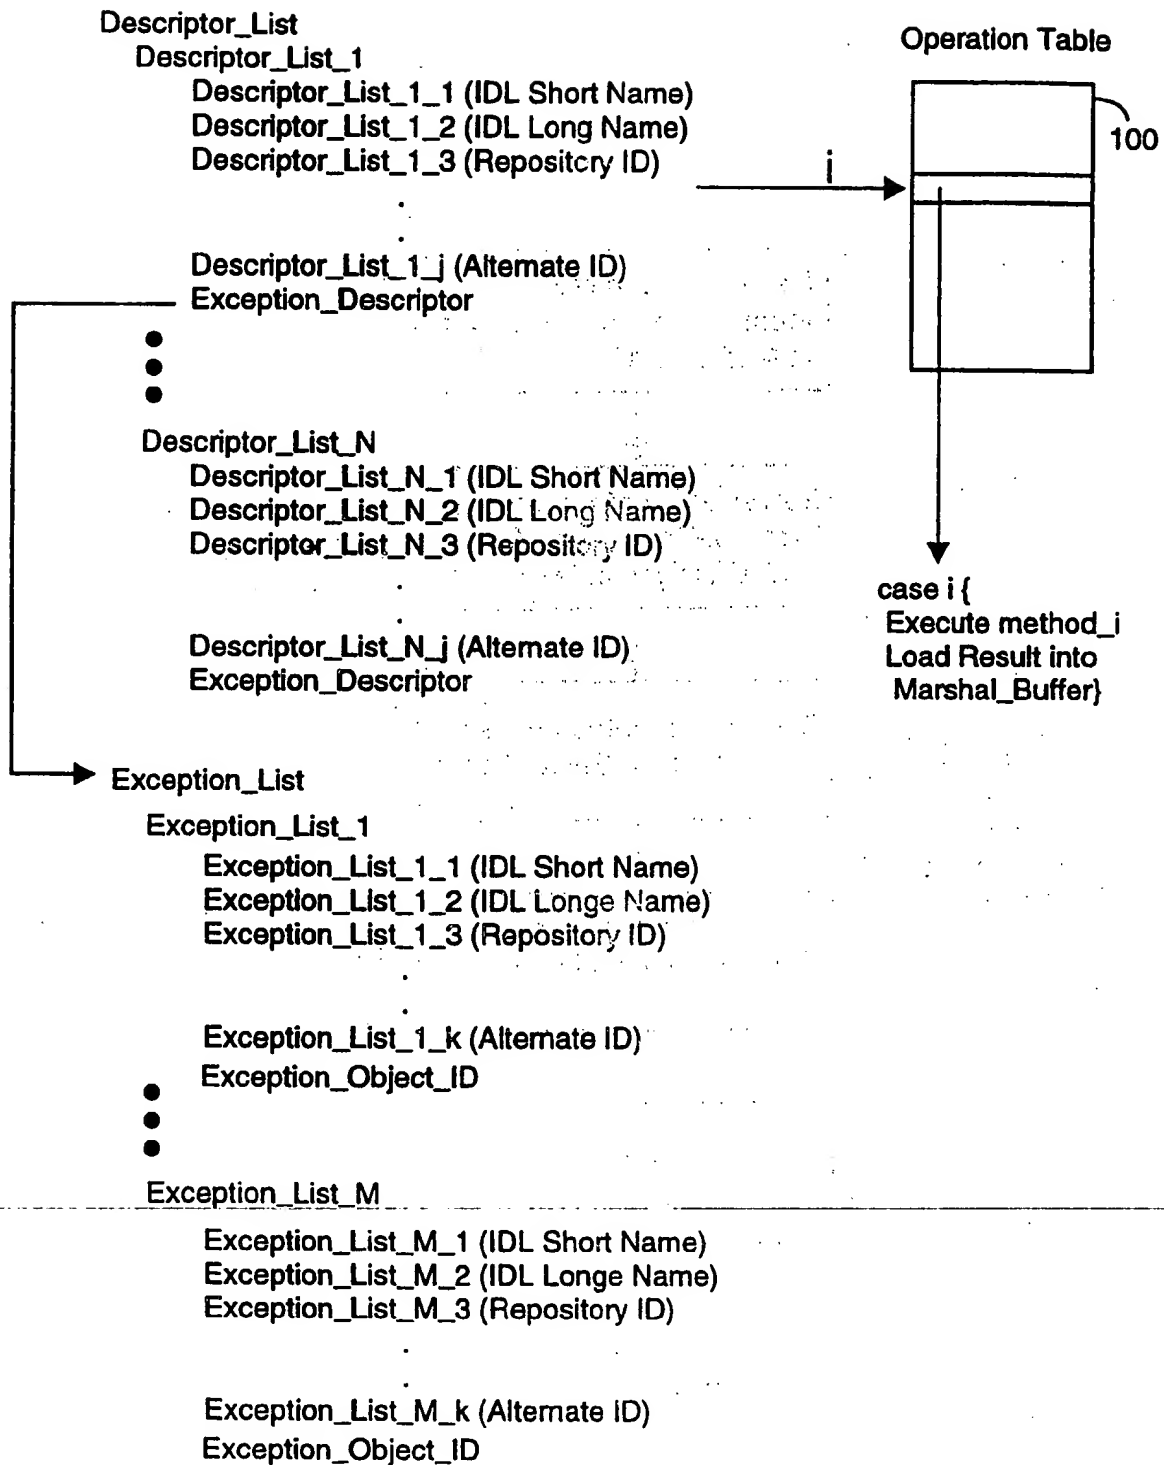 Descriptor_List
Descriptor_List_1
Descriptor_List_1_1 (IDL Short Name)
Descriptor_List_1_2 (IDL Long Name)
Descriptor_List_1_3 (Repository ID)
.
.
Descriptor_List_1_j (Alternate ID)
Exception_Descriptor
Descriptor_List_N
Descriptor_List_N_1 (IDL Short Name)
Descriptor_List_N_2 (IDL Long Name)
Descriptor_List_N_3 (Repository ID)
.
.
Descriptor_List_N_j (Alternate ID)
Exception_Descriptor
Exception_List
Exception_List_1
Exception_List_1_1 (IDL Short Name)
Exception_List_1_2 (IDL Longe Name)
Exception_List_1_3 (Repository ID)
.
.
Exception_List_1_k (Alternate ID)
Exception_Object_ID
Exception_List_M
Exception_List_M_1 (IDL Short Name)
Exception_List_M_2 (IDL Longe Name)
Exception_List_M_3 (Repository ID)
.
.
Exception_List_M_k (Alternate ID)
Exception_Object_ID
Operation Table
100
i
case i {
Execute method_i
Load Result into
Marshal_Buffer}